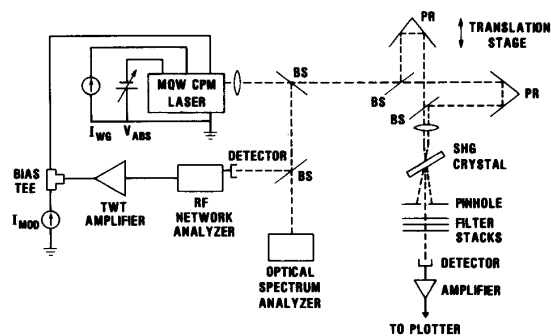 PR
TRANSLATION
STAGE
MQW CPM
LASER
BS
BS
PR
I_WG
V_ABS
BS
DETECTOR
BS
SHG
CRYSTAL
BIAS
TEE
TWT
AMPLIFIER
RF
NETWORK
ANALYZER
PINHOLE
FILTER
STACKS
I_MOD
OPTICAL
SPECTRUM
ANALYZER
DETECTOR
AMPLIFIER
TO PLOTTER